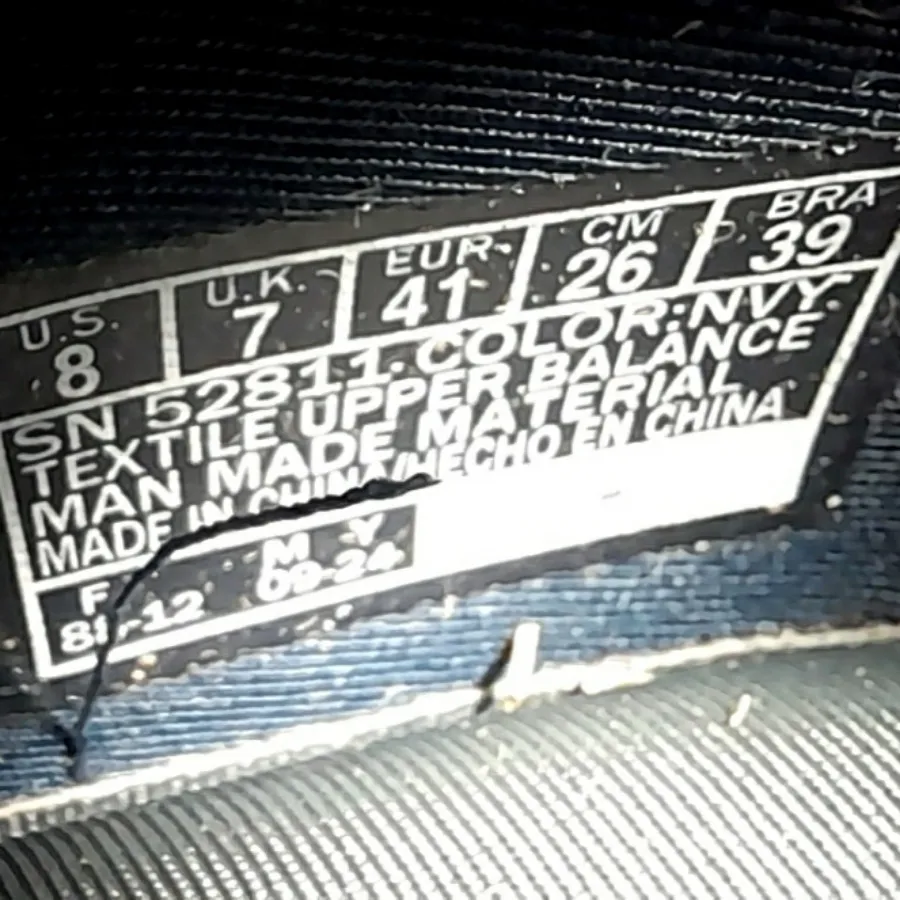 U.S. U.K. EUR CM BRA
8 7 41 26 39
SN 52811 COLOR:NVY
TEXTILE UPPER BALANCE
MAN MADE MATERIAL
MADE IN CHINA/HECHO EN CHINA
F M Y
09-24